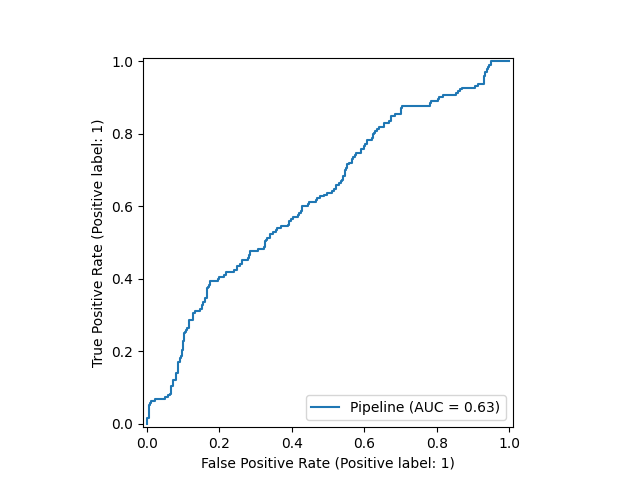 1.0
0.8
0.6
0.4
0.2
0.0
True Positive Rate (Positive label: 1)
Pipeline (AUC = 0.63)
0.0 0.2 0.4 0.6 0.8 1.0
False Positive Rate (Positive label: 1)